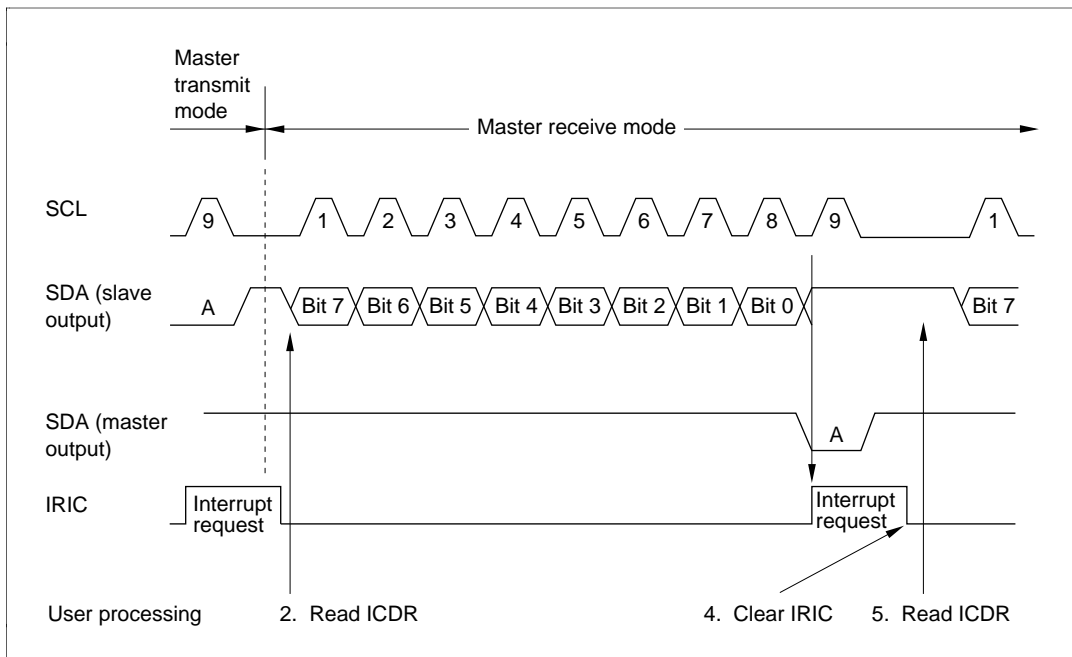 Master
transmit
mode
Master receive mode
SCL
9 1 2 3 4 5 6 7 8 9 1
SDA (slave
output)
A Bit 7 Bit 6 Bit 5 Bit 4 Bit 3 Bit 2 Bit 1 Bit 0 Bit 7
SDA (master
output)
A
IRIC
Interrupt
request
Interrupt
request
User processing 2. Read ICDR 4. Clear IRIC 5. Read ICDR